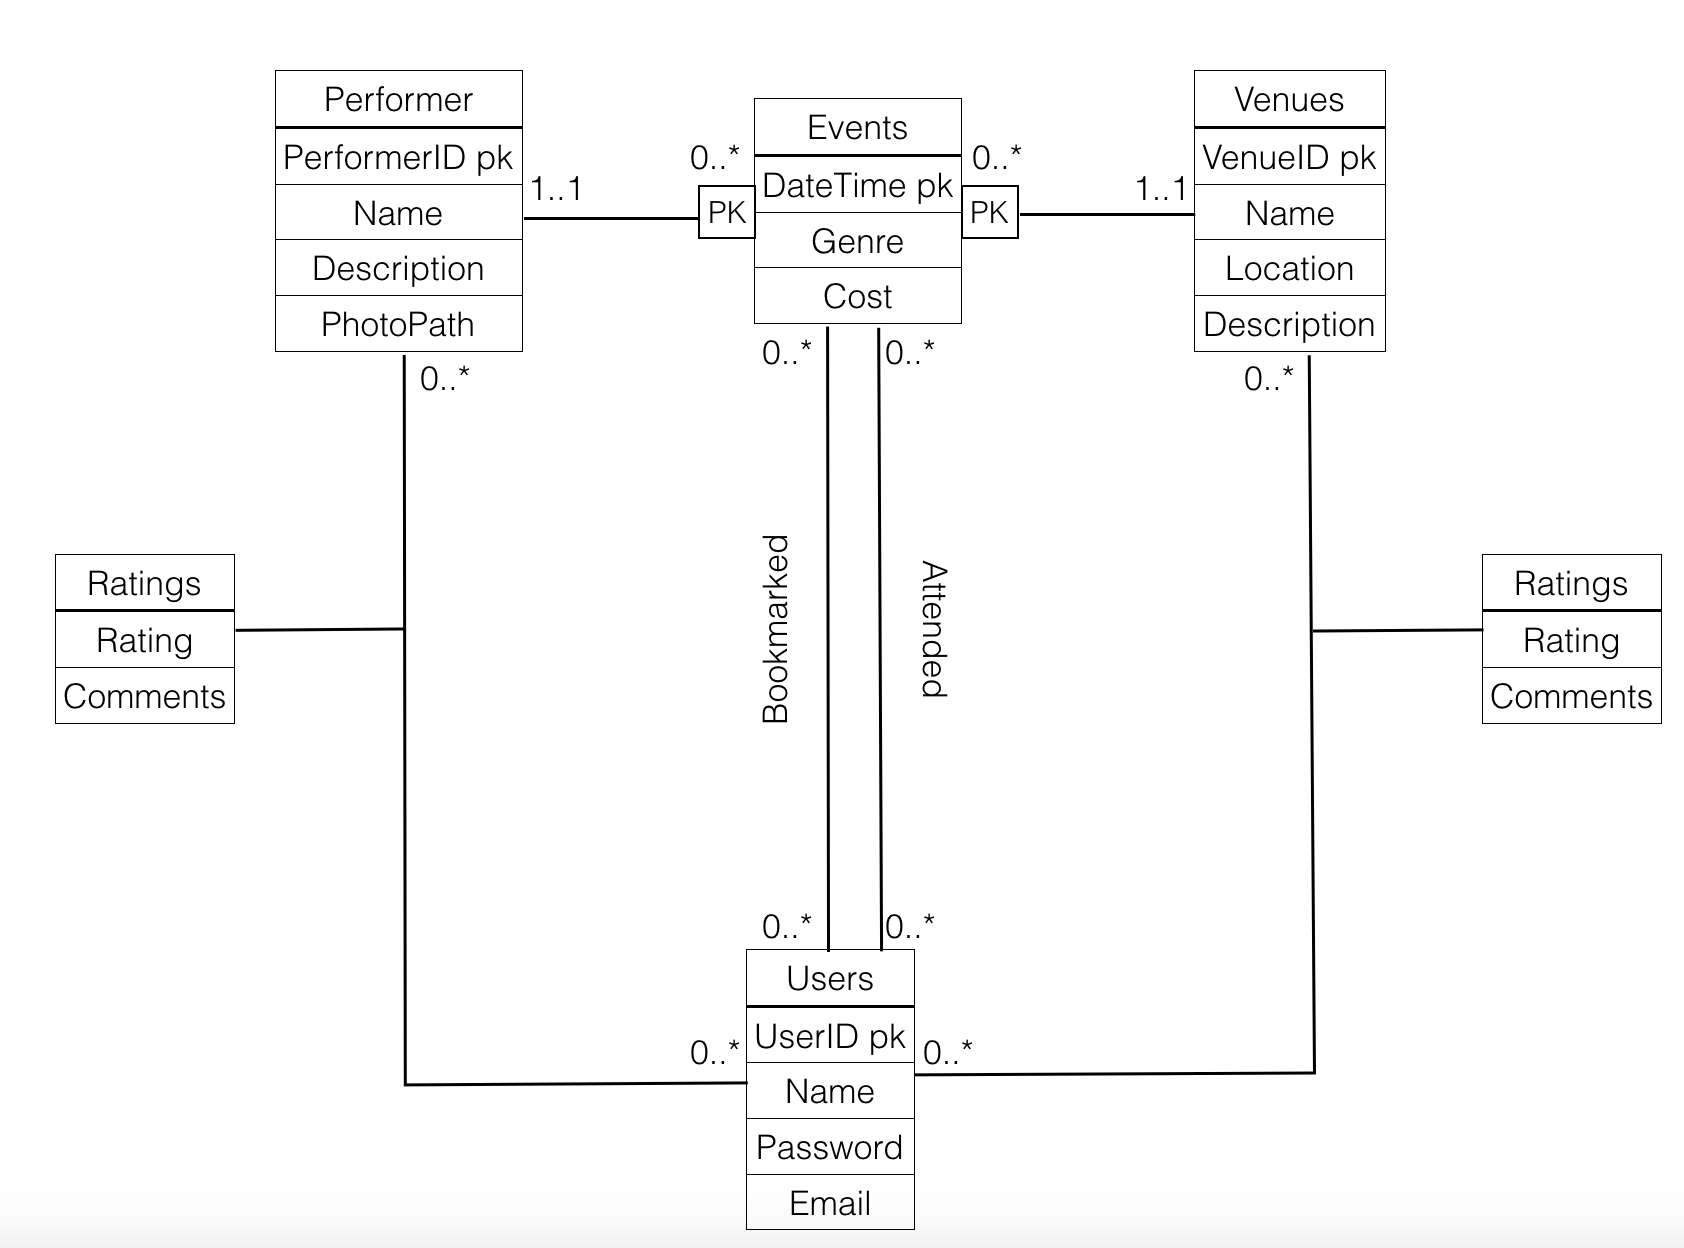 Performer
PerformerID pk
Name
Description
PhotoPath
1..1
0..*
PK
Events
DateTime pk
Genre
Cost
0..*
PK
1..1
Venues
VenueID pk
Name
Location
Description
0..*
0..*
0..*
0..*
Ratings
Rating
Comments
Bookmarked
Attended
Ratings
Rating
Comments
0..*
0..*
0..*
0..*
Users
UserID pk
Name
Password
Email